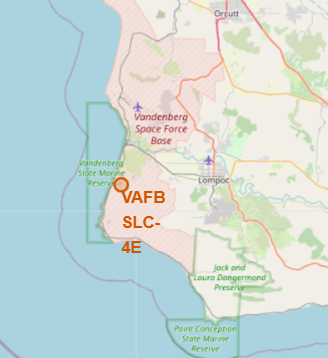 Orcutt
Vandenberg
Space Force
Base
Vandenberg
State Marine
Reserve
Lompoc
VAFB
SLC-
4E
Jack and
Laura Dangermond
Preserve
Point Conception
State Marine
Reserve